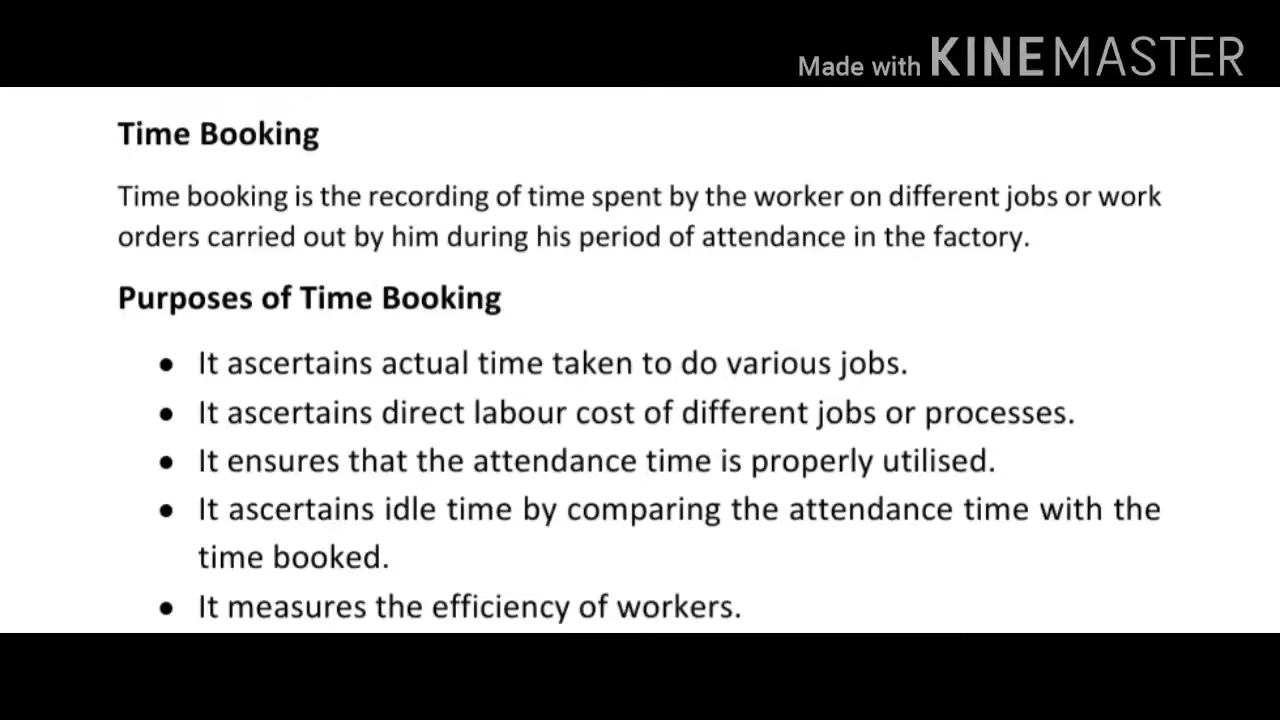 Made with KINEMASTER
Time Booking
Time booking is the recording of time spent by the worker on different jobs or work
orders carried out by him during his period of attendance in the factory.
Purposes of Time Booking
• It ascertains actual time taken to do various jobs.
• It ascertains direct labour cost of different jobs or processes.
• It ensures that the attendance time is properly utilised.
• It ascertains idle time by comparing the attendance time with the
time booked.
• It measures the efficiency of workers.